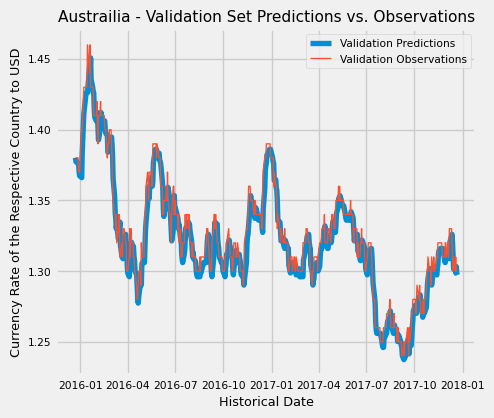 Austrailia - Validation Set Predictions vs. Observations
Validation Predictions
Validation Observations
Currency Rate of the Respective Country to USD
1.45
1.40
1.35
1.30
1.25
2016-01 2016-04 2016-07 2016-10 2017-01 2017-04 2017-07 2017-10 2018-01
Historical Date